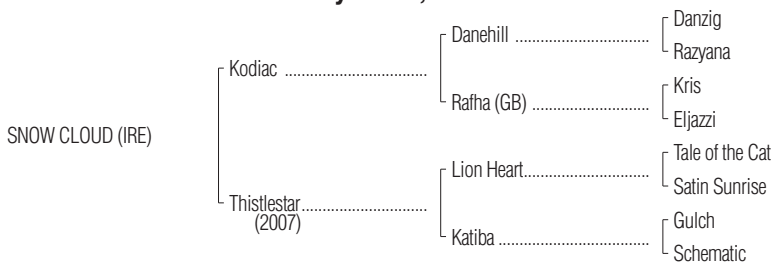 Danzig
Danehill
Razyana
Kodiac
Kris
Rafha (GB)
Eljazzi
SNOW CLOUD (IRE)
Tale of the Cat
Lion Heart
Satin Sunrise
Thistlestar
(2007)
Gulch
Katiba
Schematic